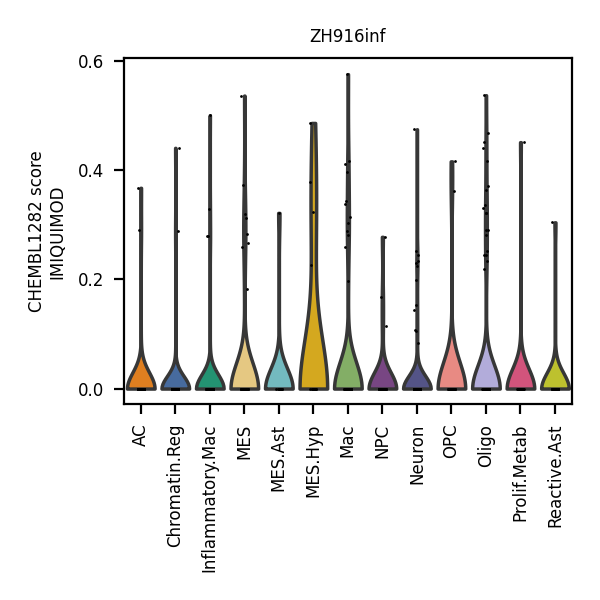 ZH916inf
CHEMBL1282 score
IMIQUIMOD
0.6
0.4
0.2
0.0
AC
Chromatin.Reg
Inflammatory.Mac
MES
MES.Ast
MES.Hyp
Mac
NPC
Neuron
OPC
Oligo
Prolif.Metab
Reactive.Ast